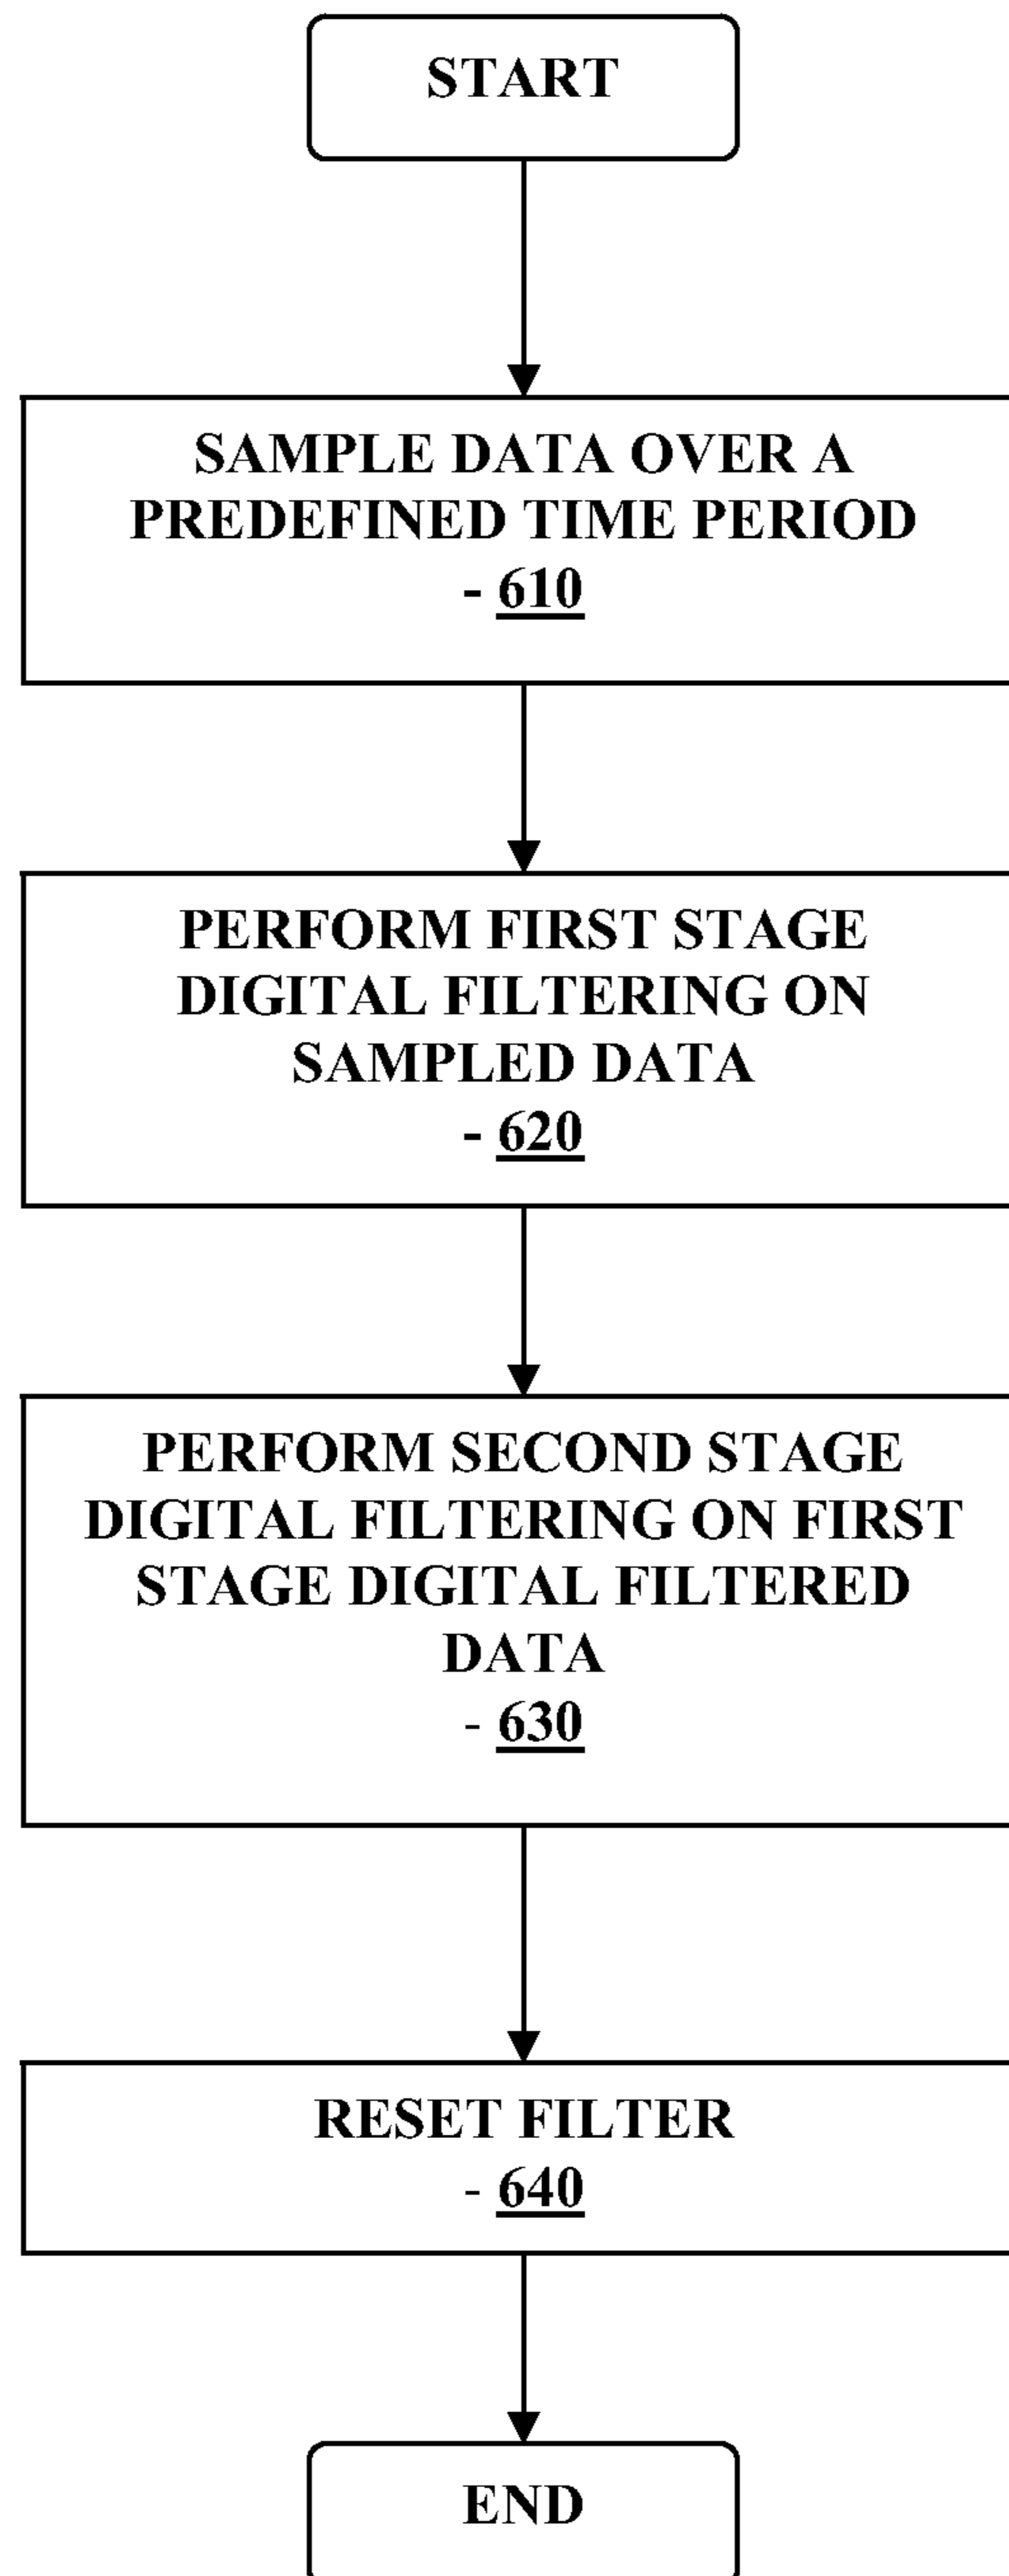 START
SAMPLE DATA OVER A
PREDEFINED TIME PERIOD
- 610
PERFORM FIRST STAGE
DIGITAL FILTERING ON
SAMPLED DATA
- 620
PERFORM SECOND STAGE
DIGITAL FILTERING ON FIRST
STAGE DIGITAL FILTERED
DATA
- 630
RESET FILTER
- 640
END